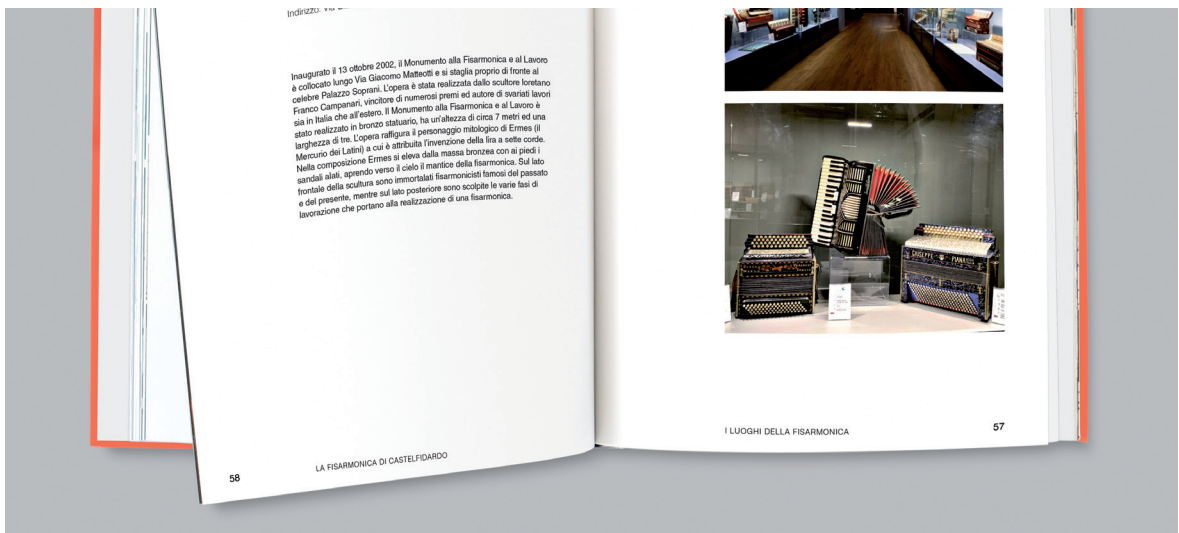 Indirizzo: Via
Inaugurato il 13 ottobre 2002, il Monumento alla Fisarmonica e al Lavoro
è collocato lungo Via Giacomo Matteotti e si staglia proprio di fronte al
celebre Palazzo Soprani. L'opera è stata realizzata dallo scultore loretano
Franco Campanari, vincitore di numerosi premi ed autore di svariati lavori
sia in Italia che all'estero. Il Monumento alla Fisarmonica e al Lavoro è
stato realizzato in bronzo statuario, ha un'altezza di circa 7 metri ed una
larghezza di tre. L'opera raffigura il personaggio mitologico di Ermes (il
Mercurio dei Latini) a cui è attribuita l'invenzione della lira a sette corde.
Nella composizione Ermes si eleva dalla massa bronzea con ai piedi i
sandali alati, aprendo verso il cielo il mantice della fisarmonica. Sul lato
frontale della scultura sono immortalati fisarmonicisti famosi del passato
e del presente, mentre sul lato posteriore sono scolpite le varie fasi di
lavorazione che portano alla realizzazione di una fisarmonica.
58
LA FISARMONICA DI CASTELFIDARDO
GIUSEPPE PIANA
I LUOGHI DELLA FISARMONICA
57